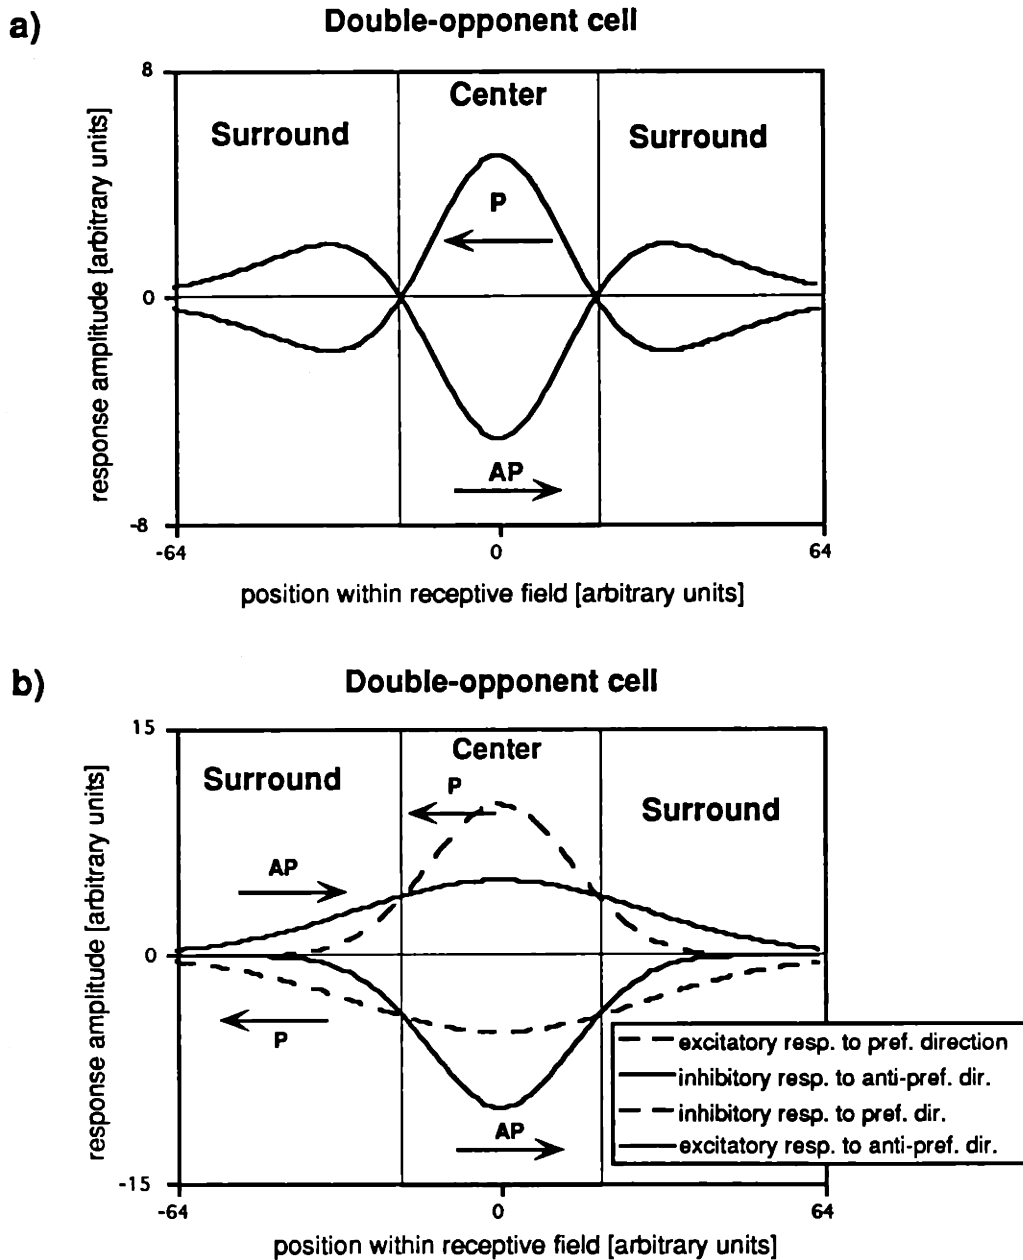 a)
Double-opponent cell
8
Center
Surround
Surround
P
0
AP
-8
-64
0
64
response amplitude [arbitrary units]
position within receptive field [arbitrary units]
b)
Double-opponent cell
15
Center
Surround
P
Surround
AP
0
P
AP
-15
-64
0
64
response amplitude [arbitrary units]
excitatory resp. to pref. direction
inhibitory resp. to anti-pref. dir.
inhibitory resp. to pref. dir.
excitatory resp. to anti-pref. dir.
position within receptive field [arbitrary units]